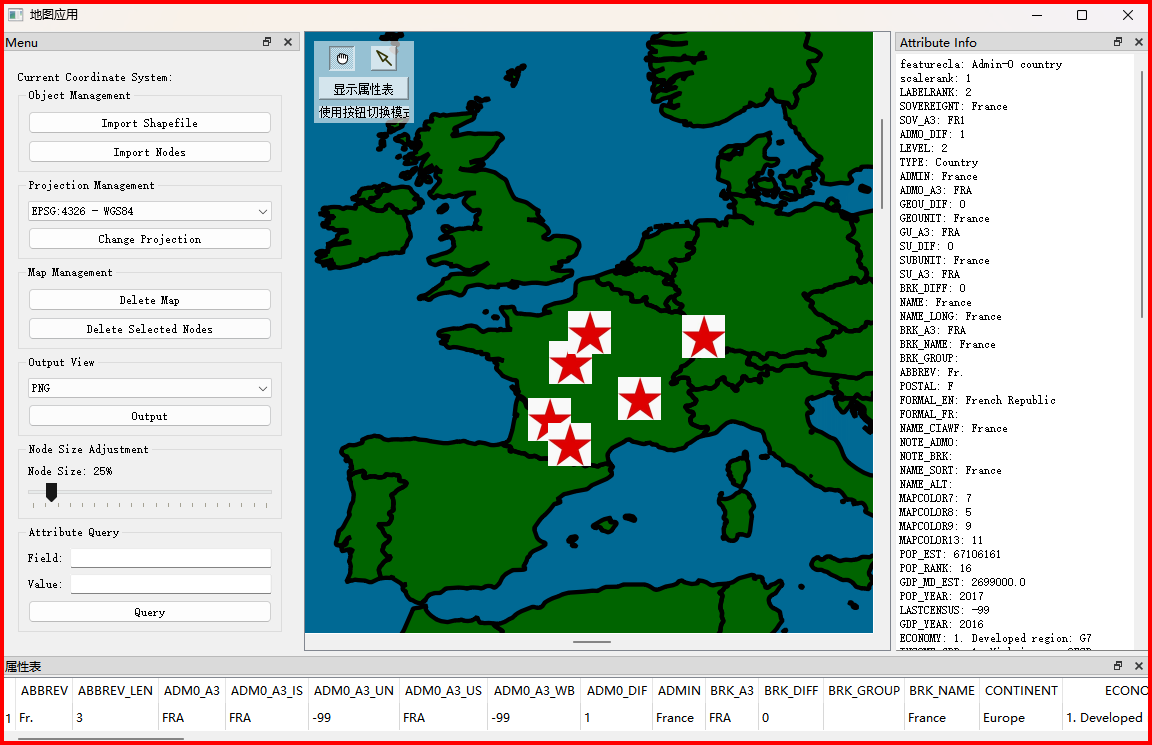 地图应用
Menu
Current Coordinate System:
Object Management
Import Shapefile
Import Nodes
Projection Management
EPSG:4326 - WGS84
Change Projection
Map Management
Delete Map
Delete Selected Nodes
Output View
PNG
Output
Node Size Adjustment
Node Size: 25%
Attribute Query
Field:
Value:
Query
显示属性表
使用按钮切换模式
Attribute Info
featurecla: Admin-0 country
scalerank: 1
LABELRANK: 2
SOVEREIGNT: France
SOV_A3: FR1
ADM0_DIF: 1
LEVEL: 2
TYPE: Country
ADMIN: France
ADM0_A3: FRA
GEOU_DIF: 0
GEOUNIT: France
GU_A3: FRA
SU_DIF: 0
SUBUNIT: France
SU_A3: FRA
BRK_DIFF: 0
NAME: France
NAME_LONG: France
BRK_A3: FRA
BRK_NAME: France
BRK_GROUP:
ABBREV: Fr.
POSTAL: F
FORMAL_EN: French Republic
FORMAL_FR:
NAME_CIAWF: France
NOTE_ADM0:
NOTE_BRK:
NAME_SORT: France
NAME_ALT:
MAPCOLOR7: 7
MAPCOLOR8: 5
MAPCOLOR9: 9
MAPCOLOR13: 11
POP_EST: 67106161
POP_RANK: 16
GDP_MD_EST: 2699000.0
POP_YEAR: 2017
LASTCENSUS: -99
GDP_YEAR: 2016
ECONOMY: 1. Developed region: G7
属性表
ABBREV ABBREV_LEN ADM0_A3 ADM0_A3_IS ADM0_A3_UN ADM0_A3_US ADM0_A3_WB ADM0_DIF ADMIN BRK_A3 BRK_DIFF BRK_GROUP BRK_NAME CONTINENT ECONO
1 Fr. 3 FRA FRA -99 FRA -99 1 France FRA 0 France Europe 1. Developed